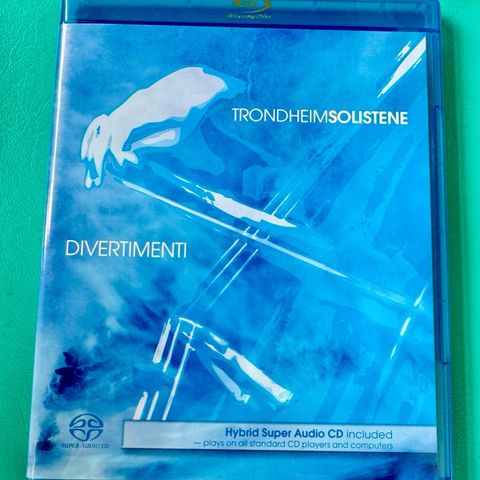 Blu-ray Disc
TRONDHEIMSOLISTENE
DIVERTIMENTI
Hybrid Super Audio CD included
— plays on all standard CD players and computers
SUPER AUDIO CD